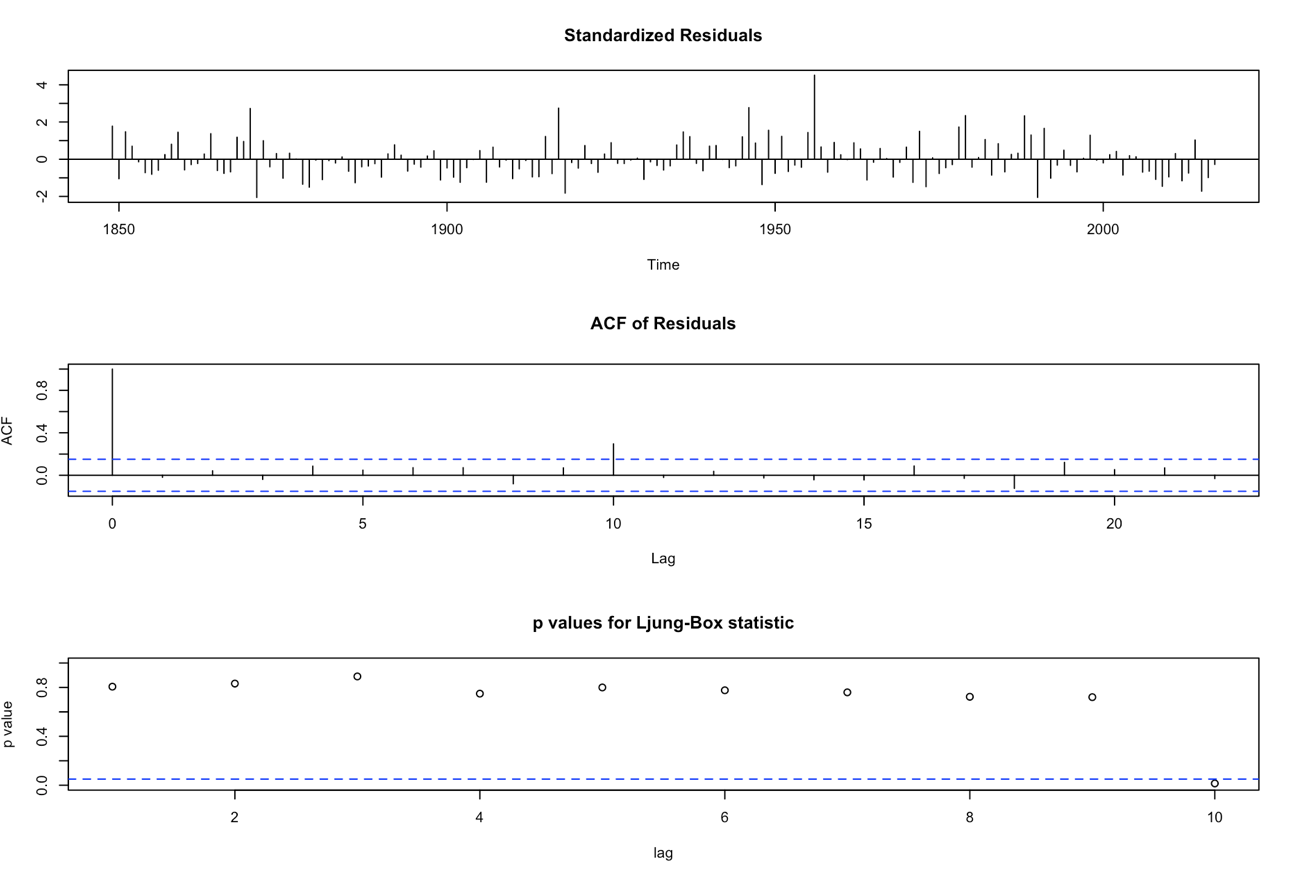 Standardized Residuals
4
2
0
-2
1850 1900 1950 2000
Time
ACF of Residuals
ACF
0.8
0.4
0.0
0 5 10 15 20
Lag
p values for Ljung-Box statistic
p value
0.8
0.4
0.0
2 4 6 8 10
lag